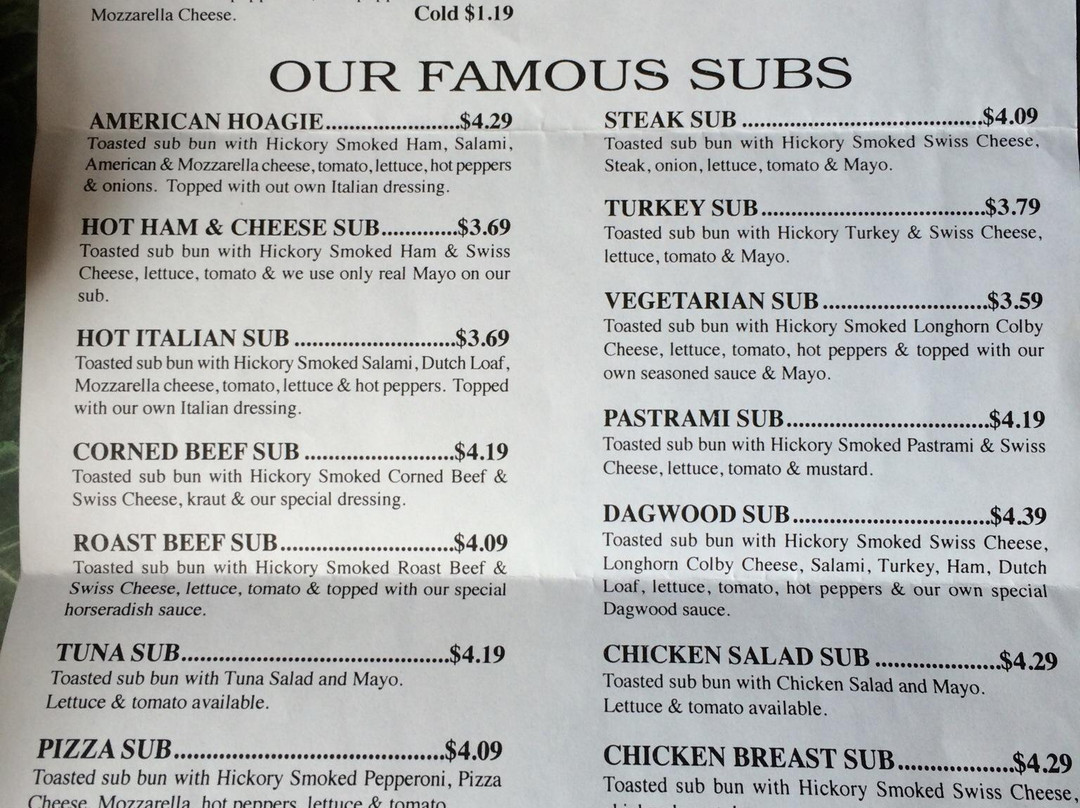 Mozzarella Cheese. Cold $1.19
OUR FAMOUS SUBS
AMERICAN HOAGIE......................$4.29
Toasted sub bun with Hickory Smoked Ham, Salami,
American & Mozzarella cheese, tomato, lettuce, hot peppers
& onions. Topped with out own Italian dressing.
HOT HAM & CHEESE SUB............$3.69
Toasted sub bun with Hickory Smoked Ham & Swiss
Cheese, lettuce, tomato & we use only real Mayo on our
sub.
HOT ITALIAN SUB ..........................$3.69
Toasted sub bun with Hickory Smoked Salami, Dutch Loaf,
Mozzarella cheese, tomato, lettuce & hot peppers. Topped
with our own Italian dressing.
CORNED BEEF SUB ........................$4.19
Toasted sub bun with Hickory Smoked Corned Beef &
Swiss Cheese, kraut & our special dressing.
ROAST BEEF SUB............................$4.09
Toasted sub bun with Hickory Smoked Roast Beef &
Swiss Cheese, lettuce, tomato & topped with our special
horseradish sauce.
TUNA SUB...........................................$4.19
Toasted sub bun with Tuna Salad and Mayo.
Lettuce & tomato available.
PIZZA SUB...........................................$4.09
Toasted sub bun with Hickory Smoked Pepperoni, Pizza
Cheese, Mozzarella, hot peppers, lettuce & tomato
STEAK SUB .......................................$4.09
Toasted sub bun with Hickory Smoked Swiss Cheese,
Steak, onion, lettuce, tomato & Mayo.
TURKEY SUB....................................$3.79
Toasted sub bun with Hickory Turkey & Swiss Cheese,
lettuce, tomato & Mayo.
VEGETARIAN SUB...........................$3.59
Toasted sub bun with Hickory Smoked Longhorn Colby
Cheese, lettuce, tomato, hot peppers & topped with our
own seasoned sauce & Mayo.
PASTRAMI SUB.................................$4.19
Toasted sub bun with Hickory Smoked Pastrami & Swiss
Cheese, lettuce, tomato & mustard.
DAGWOOD SUB................................$4.39
Toasted sub bun with Hickory Smoked Swiss Cheese,
Longhorn Colby Cheese, Salami, Turkey, Ham, Dutch
Loaf, lettuce, tomato, hot peppers & our own special
Dagwood sauce.
CHICKEN SALAD SUB ....................$4.29
Toasted sub bun with Chicken Salad and Mayo.
Lettuce & tomato available.
CHICKEN BREAST SUB...................$4.29
Toasted sub bun with Hickory Smoked Swiss Cheese,